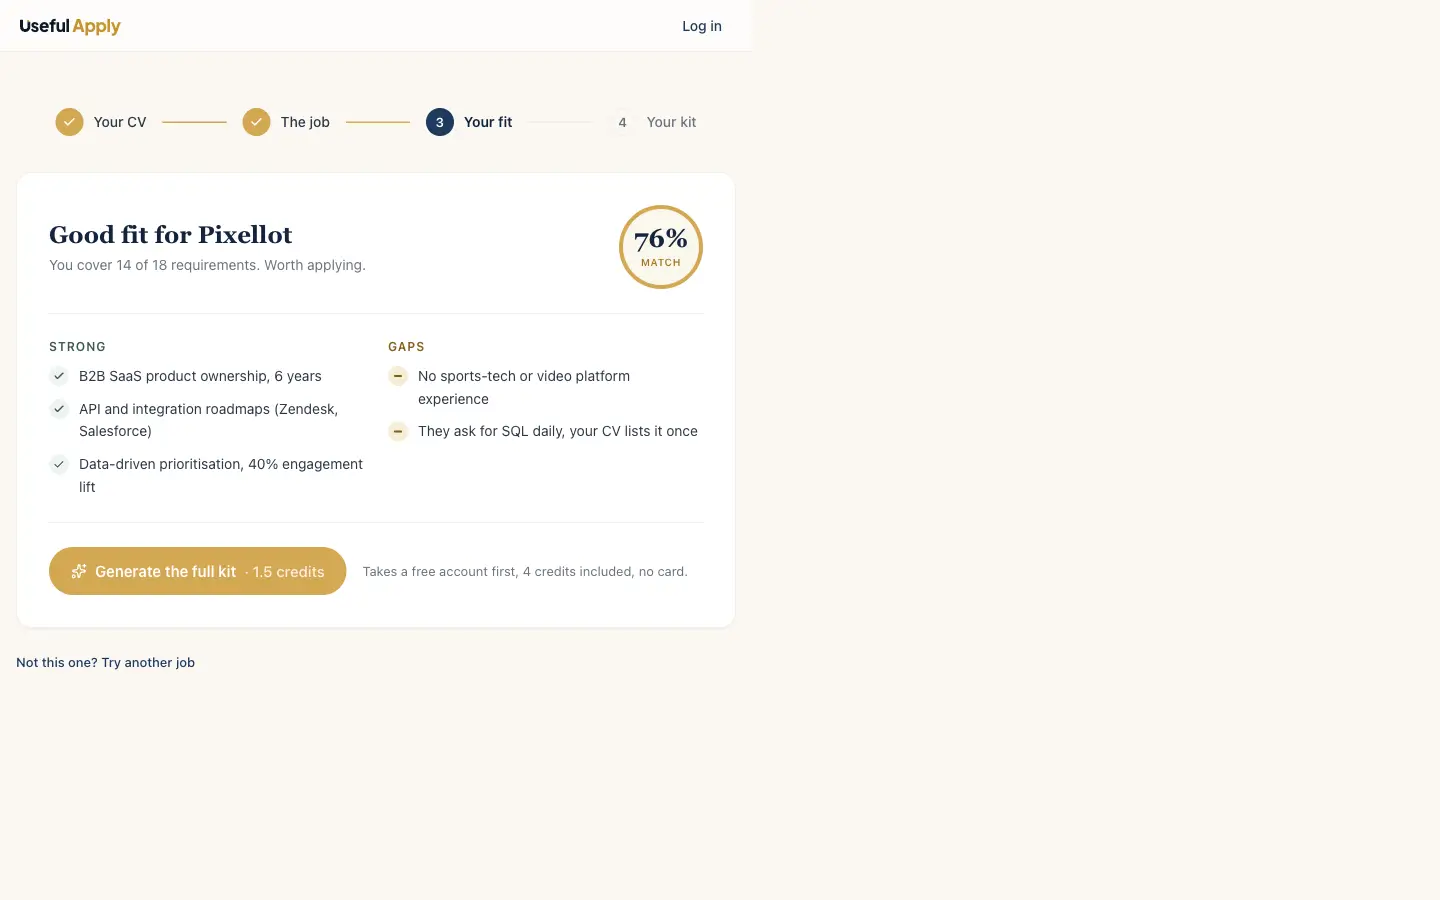 Useful Apply
Log in
Your CV
The job
3 Your fit
4 Your kit
Good fit for Pixellot
You cover 14 of 18 requirements. Worth applying.
76%
MATCH
STRONG
B2B SaaS product ownership, 6 years
API and integration roadmaps (Zendesk,
Salesforce)
Data-driven prioritisation, 40% engagement
lift
GAPS
No sports-tech or video platform
experience
They ask for SQL daily, your CV lists it once
Generate the full kit · 1.5 credits
Takes a free account first, 4 credits included, no card.
Not this one? Try another job